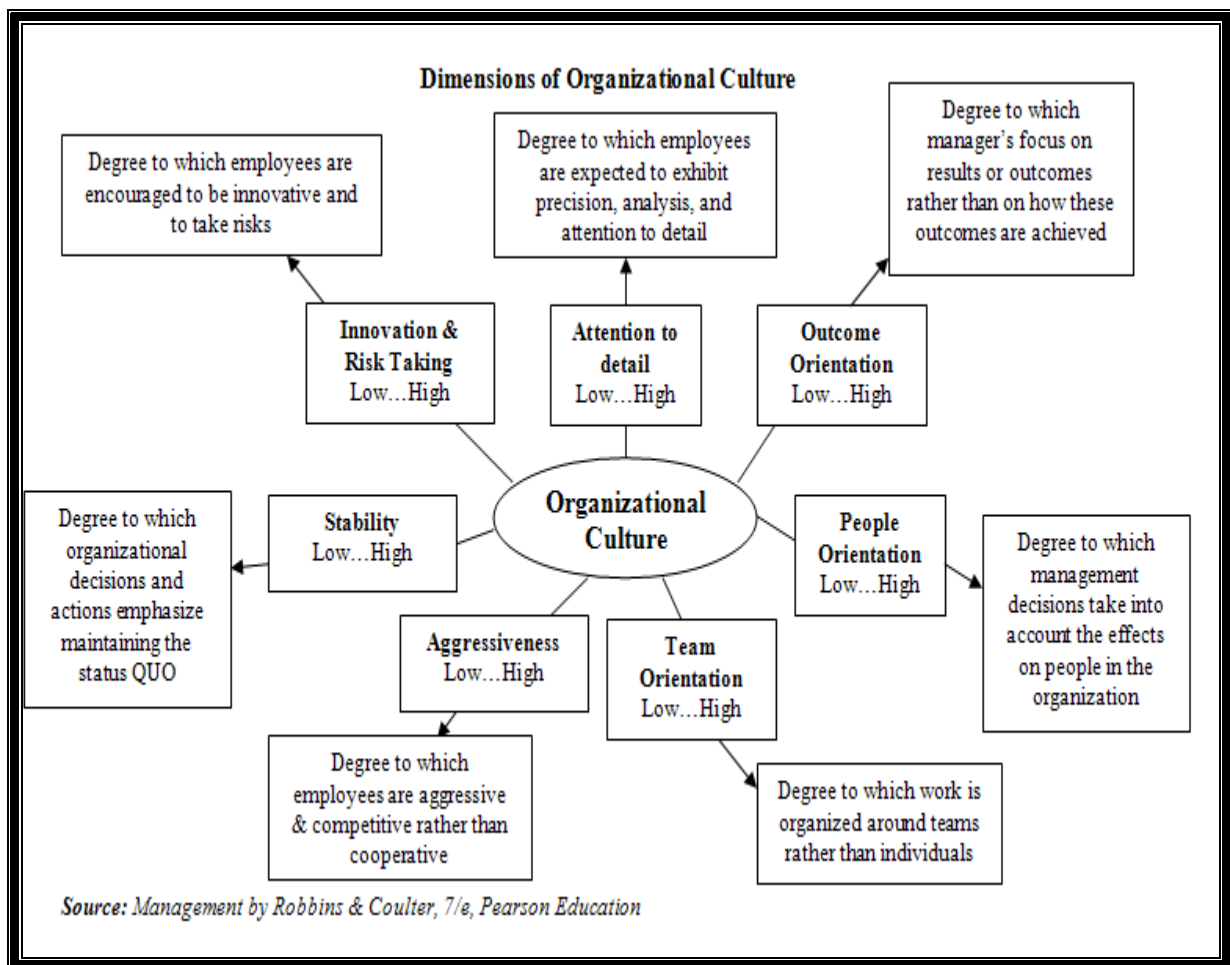 Dimensions of Organizational Culture
Degree to which employees are
encouraged to be innovative and
to take risks
Degree to which employees
are expected to exhibit
precision, analysis, and
attention to detail
Degree to which
manager’s focus on
results or outcomes
rather than on how these
outcomes are achieved
Innovation &
Risk Taking
Low…High
Attention to
detail
Low…High
Outcome
Orientation
Low…High
Organizational
Culture
Degree to which
organizational
decisions and
actions emphasize
maintaining the
status QUO
Stability
Low…High
People
Orientation
Low…High
Degree to which
management
decisions take into
account the effects
on people in the
organization
Aggressiveness
Low…High
Team
Orientation
Low…High
Degree to which
employees are aggressive
& competitive rather than
cooperative
Degree to which work is
organized around teams
rather than individuals
Source: Management by Robbins & Coulter, 7/e, Pearson Education